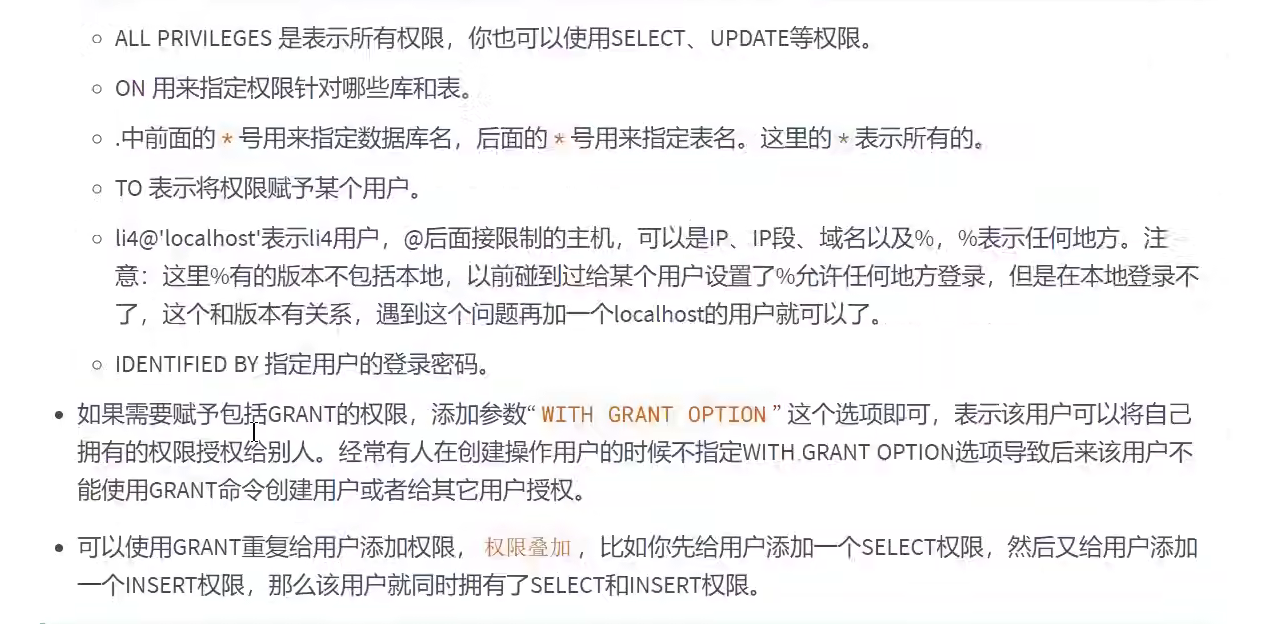 ALL PRIVILEGES 是表示所有权限，你也可以使用SELECT、UPDATE等权限。
ON 用来指定权限针对哪些库和表。
.中前面的 * 号用来指定数据库名，后面的 * 号用来指定表名。这里的 * 表示所有的。
TO 表示将权限赋予某个用户。
li4@'localhost'表示li4用户，@后面接限制的主机，可以是IP、IP段、域名以及%，%表示任何地方。注
意：这里%有的版本不包括本地，以前碰到过给某个用户设置了%允许任何地方登录，但是在本地登录不
了，这个和版本有关系，遇到这个问题再加一个localhost的用户就可以了。
IDENTIFIED BY 指定用户的登录密码。
如果需要赋予包括GRANT的权限，添加参数“ WITH GRANT OPTION ” 这个选项即可，表示该用户可以将自己
拥有的权限授权给别人。经常有人在创建操作用户的时候不指定WITH GRANT OPTION选项导致后来该用户不
能使用GRANT命令创建用户或者给其它用户授权。
可以使用GRANT重复给用户添加权限， 权限叠加 ，比如你先给用户添加一个SELECT权限，然后又给用户添加
一个INSERT权限，那么该用户就同时拥有了SELECT和INSERT权限。